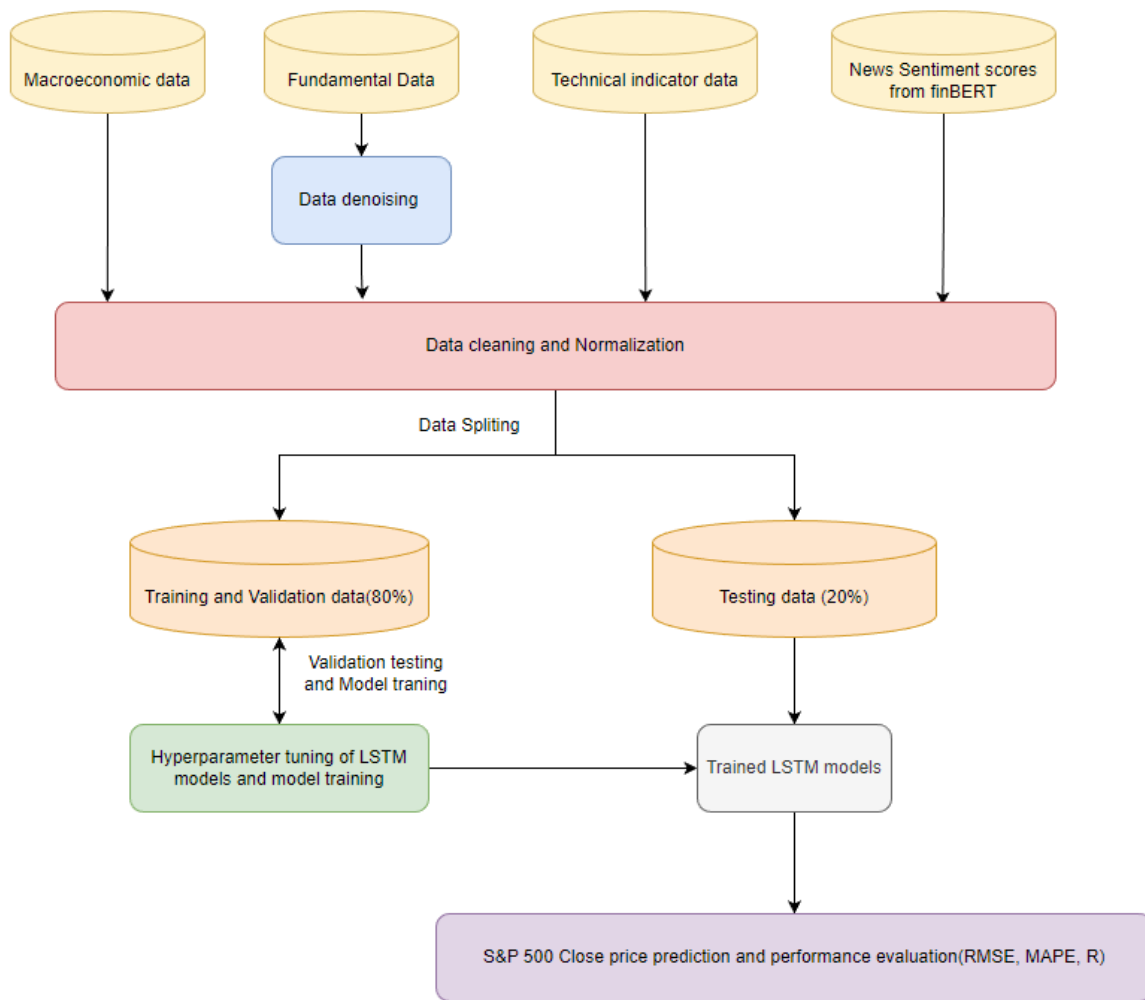 Macroeconomic data
Fundamental Data
Technical indicator data
News Sentiment scores
from finBERT
Data denoising
Data cleaning and Normalization
Data Spliting
Training and Validation data(80%)
Testing data (20%)
Validation testing
and Model traning
Hyperparameter tuning of LSTM
models and model training
Trained LSTM models
S&P 500 Close price prediction and performance evaluation(RMSE, MAPE, R)